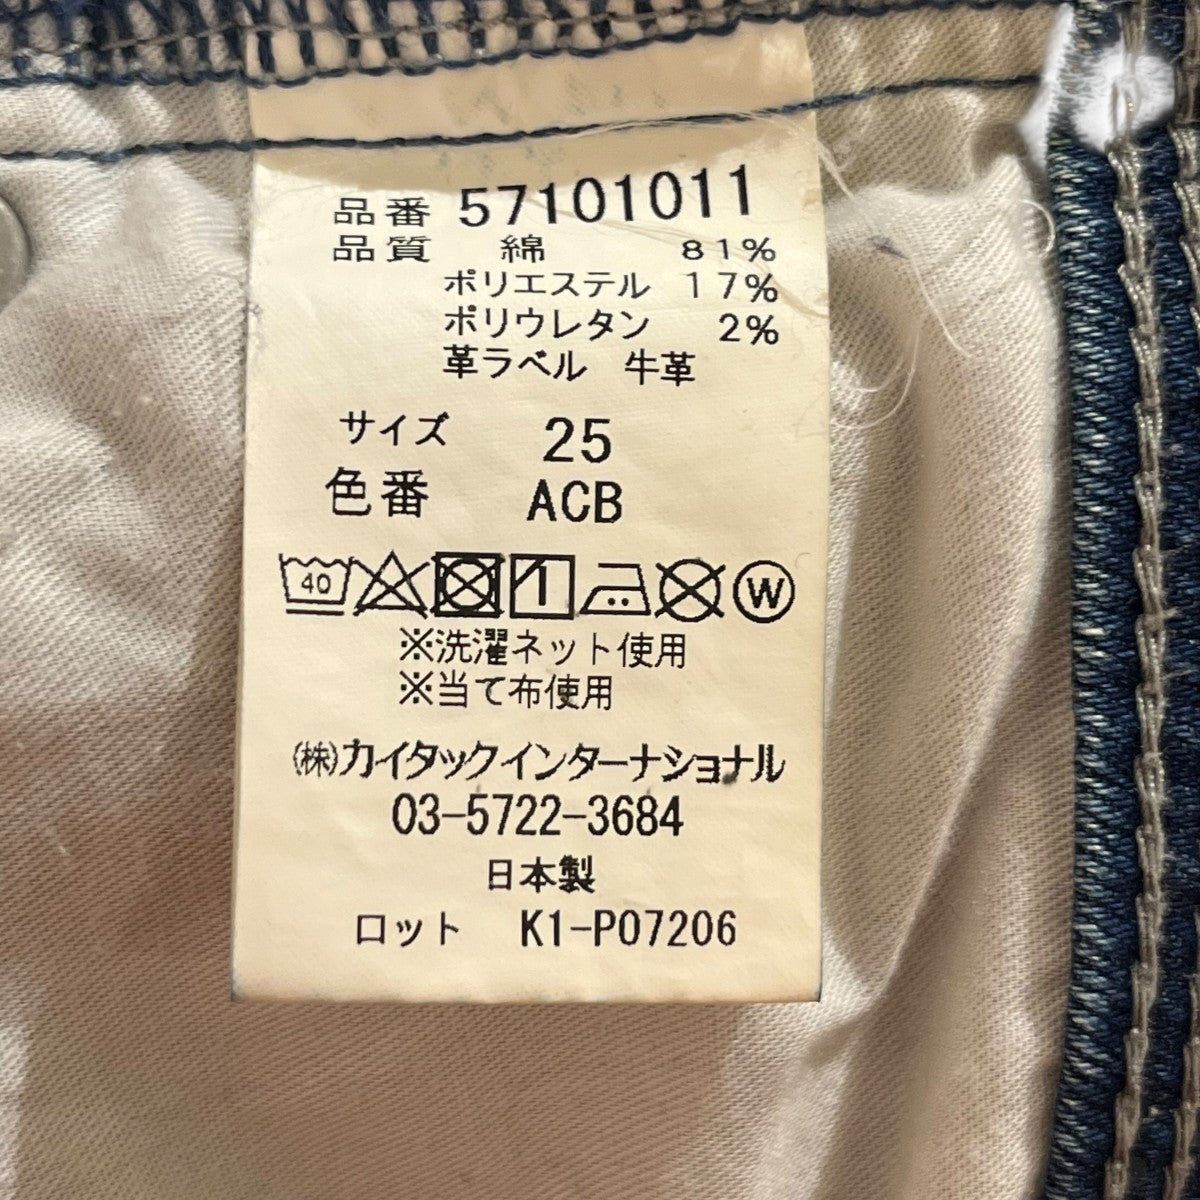 品番 57101011
品質 綿 81%
ポリエステル 17%
ポリウレタン 2%
革ラベル 牛革
サイズ 25
色番 ACB
40 W
※洗濯ネット使用
※当て布使用
(株)カイタックインターナショナル
03-5722-3684
日本製
ロット K1-P07206